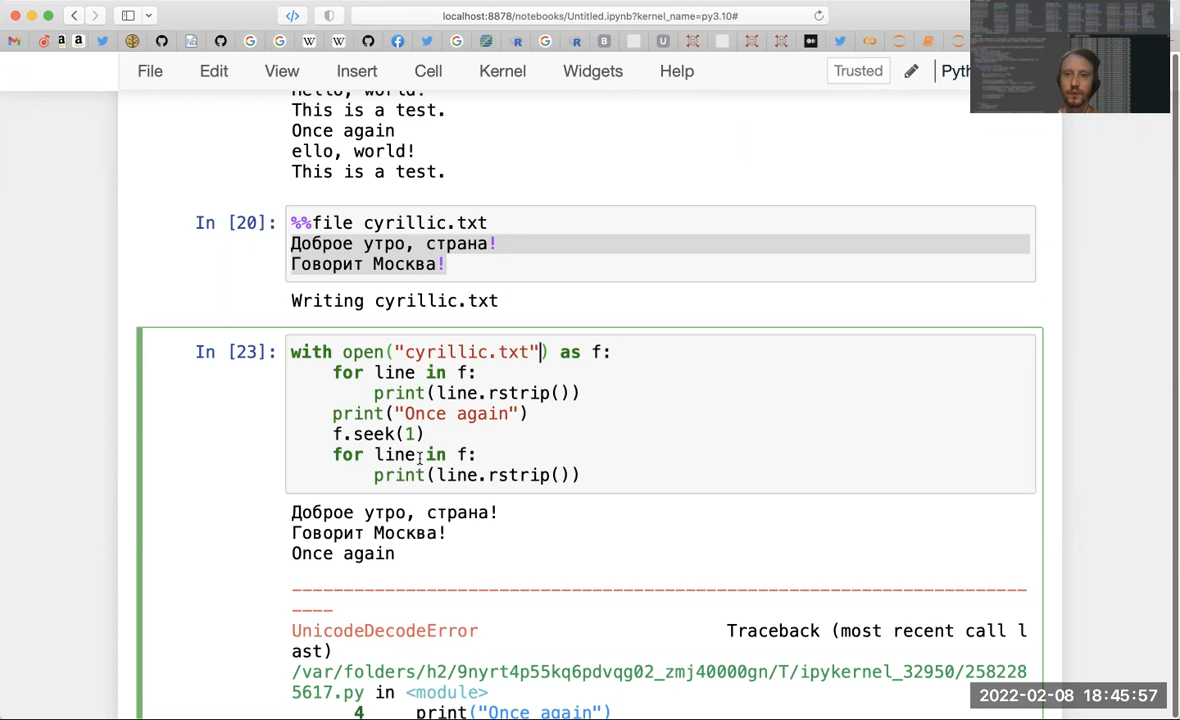 localhost:8878/notebooks/Untitled.ipynb?kernel_name=py3.10#
File Edit View Insert Cell Kernel Widgets Help Trusted Pyth
Hello, world!
This is a test.
Once again
ello, world!
This is a test.
In [20]: %%file cyrillic.txt
Доброе утро, страна!
Говорит Москва!
Writing cyrillic.txt
In [23]: with open("cyrillic.txt") as f:
for line in f:
print(line.rstrip())
print("Once again")
f.seek(1)
for line in f:
print(line.rstrip())
Доброе утро, страна!
Говорит Москва!
Once again
---------------------------------------------------------------------------
----
UnicodeDecodeError Traceback (most recent call l
ast)
/var/folders/h2/9nyrt4p55kq6pdvqg02_zmj40000gn/T/ipykernel_32950/258228
5617.py in <module>
4 print("Once again")
2022-02-08 18:45:57